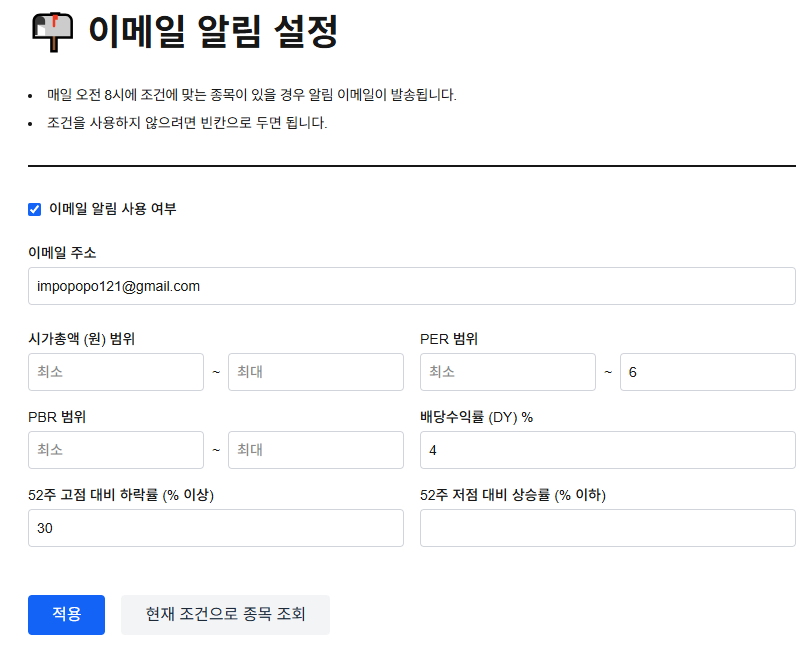 이메일 알림 설정
• 매일 오전 8시에 조건에 맞는 종목이 있을 경우 알림 이메일이 발송됩니다.
• 조건을 사용하지 않으려면 빈칸으로 두면 됩니다.
이메일 알림 사용 여부
이메일 주소
impopopo121@gmail.com
시가총액 (원) 범위
최소 ~ 최대
PER 범위
최소 ~ 6
PBR 범위
최소 ~ 최대
배당수익률 (DY) %
4
52주 고점 대비 하락률 (% 이상)
30
52주 저점 대비 상승률 (% 이하)
적용 현재 조건으로 종목 조회